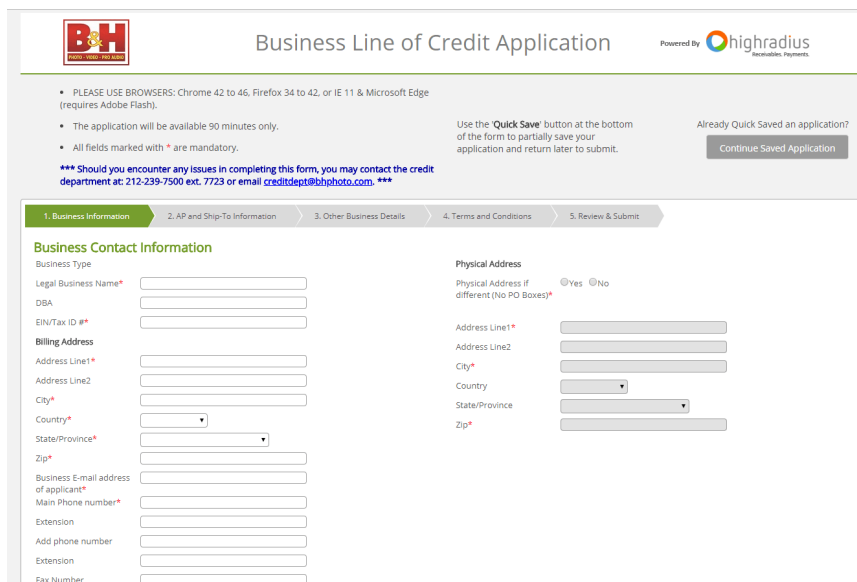 B&H
PHOTO - VIDEO - PRO AUDIO
Business Line of Credit Application
Powered By highradius
Receivables. Payments.
• PLEASE USE BROWSERS: Chrome 42 to 46, Firefox 34 to 42, or IE 11 & Microsoft Edge
(requires Adobe Flash).
• The application will be available 90 minutes only.
• All fields marked with * are mandatory.
*** Should you encounter any issues in completing this form, you may contact the credit
department at: 212-239-7500 ext. 7723 or email creditdept@bhphoto.com. ***
Use the 'Quick Save' button at the bottom
of the form to partially save your
application and return later to submit.
Already Quick Saved an application?
Continue Saved Application
1. Business Information
2. AP and Ship-To Information
3. Other Business Details
4. Terms and Conditions
5. Review & Submit
Business Contact Information
Business Type
Legal Business Name*
DBA
EIN/Tax ID #*
Billing Address
Address Line1*
Address Line2
City*
Country*
State/Province*
Zip*
Business E-mail address
of applicant*
Main Phone number*
Extension
Add phone number
Extension
Fax Number
Physical Address
Physical Address if
different (No PO Boxes)*
Yes No
Address Line1*
Address Line2
City*
Country
State/Province
Zip*